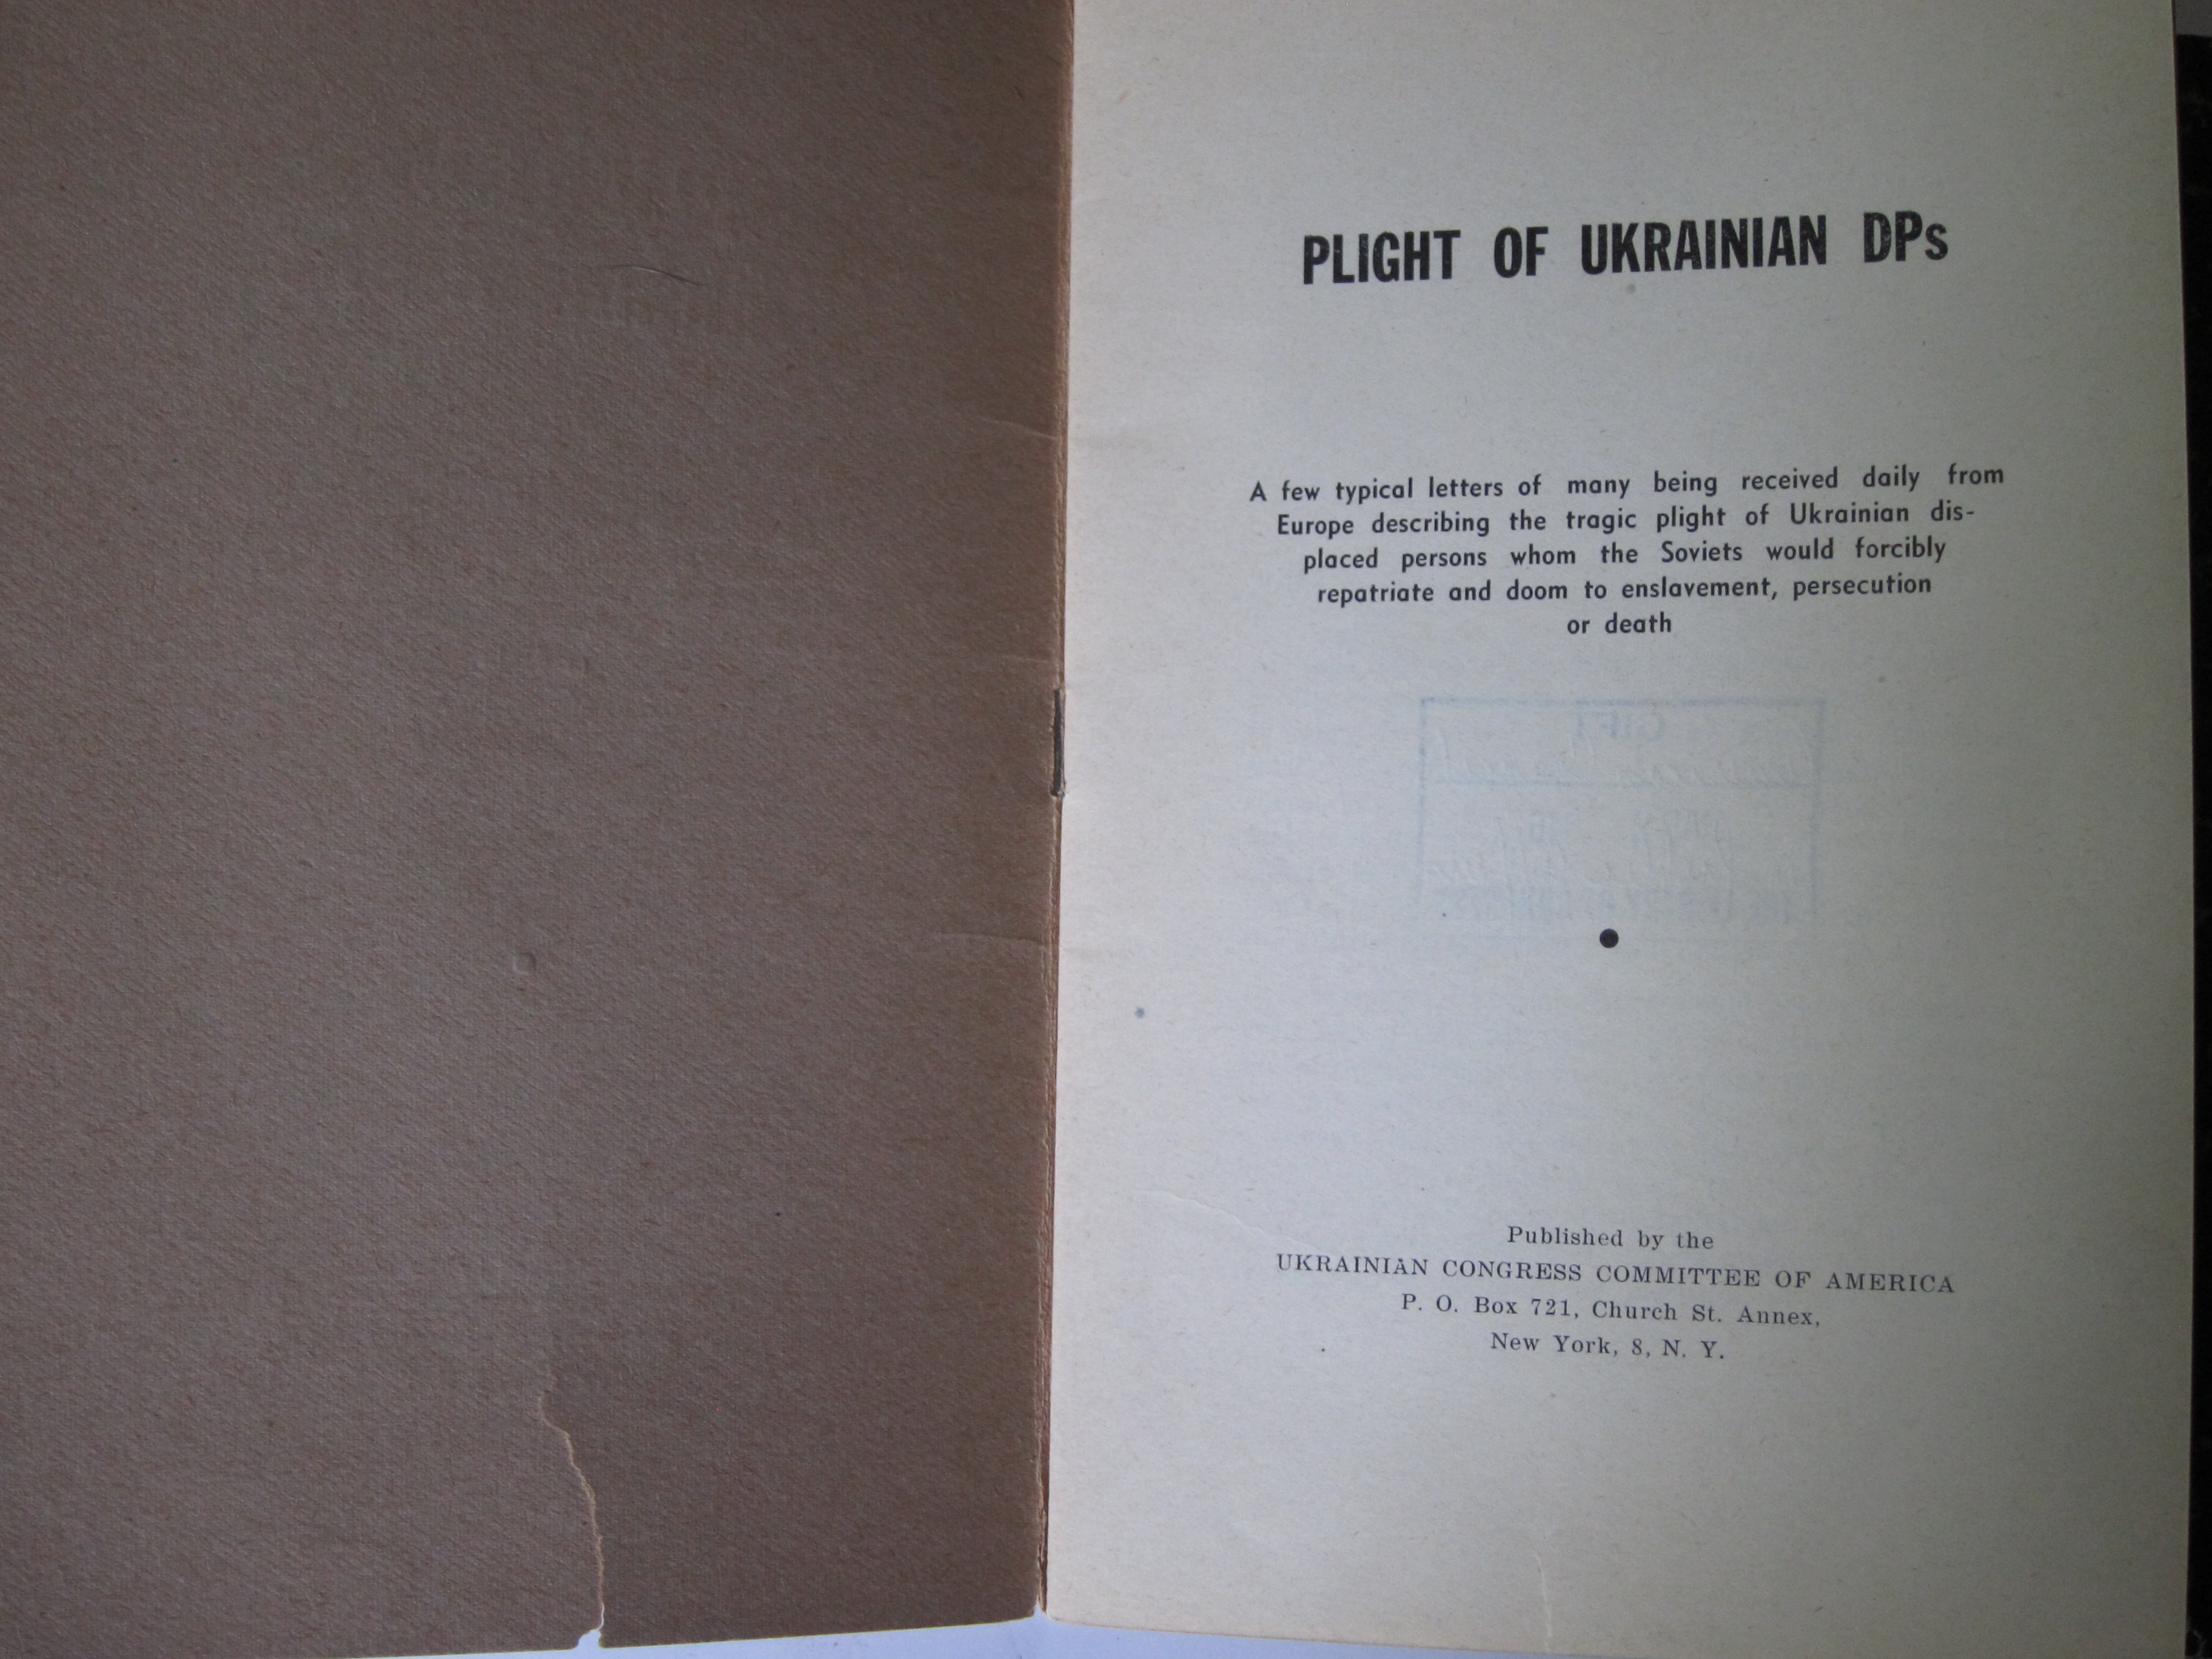 PLIGHT OF UKRAINIAN DPs
A few typical letters of many being received daily from
Europe describing the tragic plight of Ukrainian dis-
placed persons whom the Soviets would forcibly
repatriate and doom to enslavement, persecution
or death
GIFT
Published by the
UKRAINIAN CONGRESS COMMITTEE OF AMERICA
P. O. Box 721, Church St. Annex,
New York, 8, N. Y.